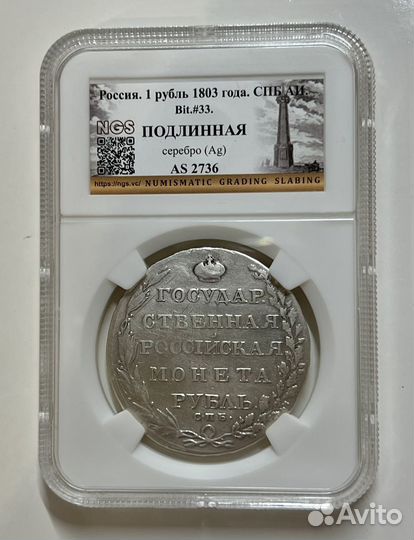 Россия. 1 рубль 1803 года. СПБ АИ.
Bit.#33.
NGS
ПОДЛИННАЯ
серебро (Ag)
AS 2736
https://ngs.vc/ NUMISMATIC GRADING SLABING
ГОСУДАР
СТВЕННАЯ
РОССІЙСКАЯ
МОНЕТА
РУБЛЬ
СПБ.
Avito